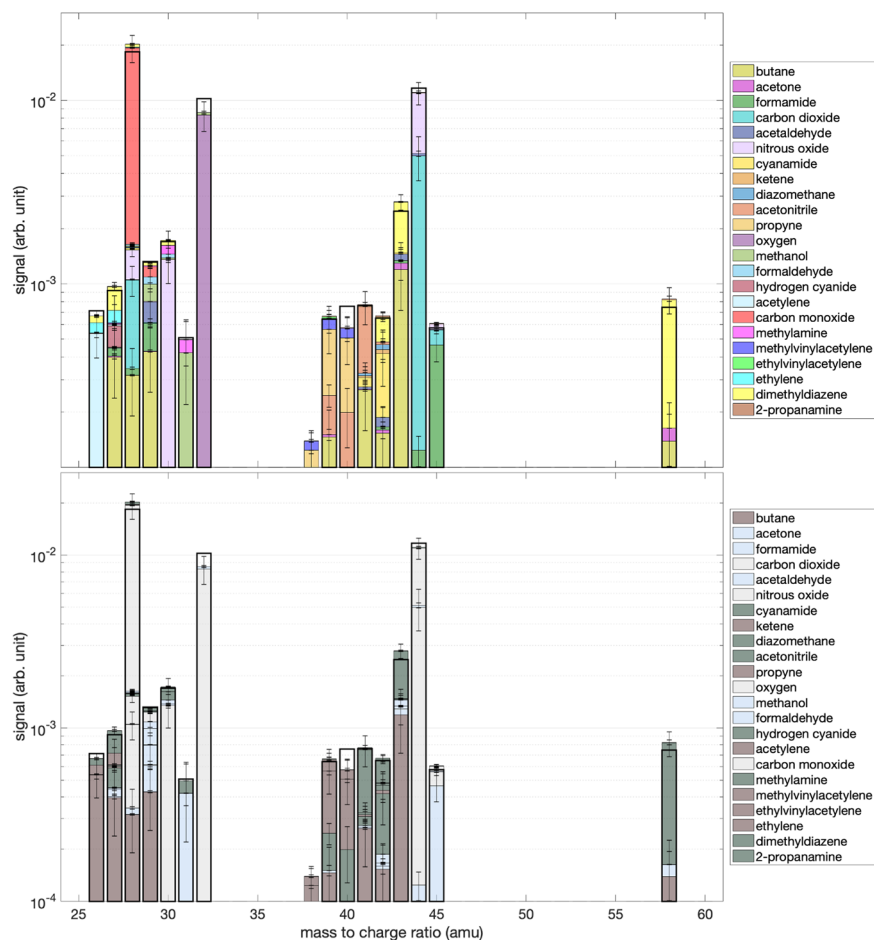 10⁻²
10⁻³
signal (arb. unit)
butane
acetone
formamide
carbon dioxide
acetaldehyde
nitrous oxide
cyanamide
ketene
diazomethane
acetonitrile
propyne
oxygen
methanol
formaldehyde
hydrogen cyanide
acetylene
carbon monoxide
methylamine
methylvinylacetylene
ethylvinylacetylene
ethylene
dimethyldiazene
2-propanamine
10⁻²
10⁻³
10⁻⁴
signal (arb. unit)
butane
acetone
formamide
carbon dioxide
acetaldehyde
nitrous oxide
cyanamide
ketene
diazomethane
acetonitrile
propyne
oxygen
methanol
formaldehyde
hydrogen cyanide
acetylene
carbon monoxide
methylamine
methylvinylacetylene
ethylvinylacetylene
ethylene
dimethyldiazene
2-propanamine
25 30 35 40 45 50 55 60
mass to charge ratio (amu)